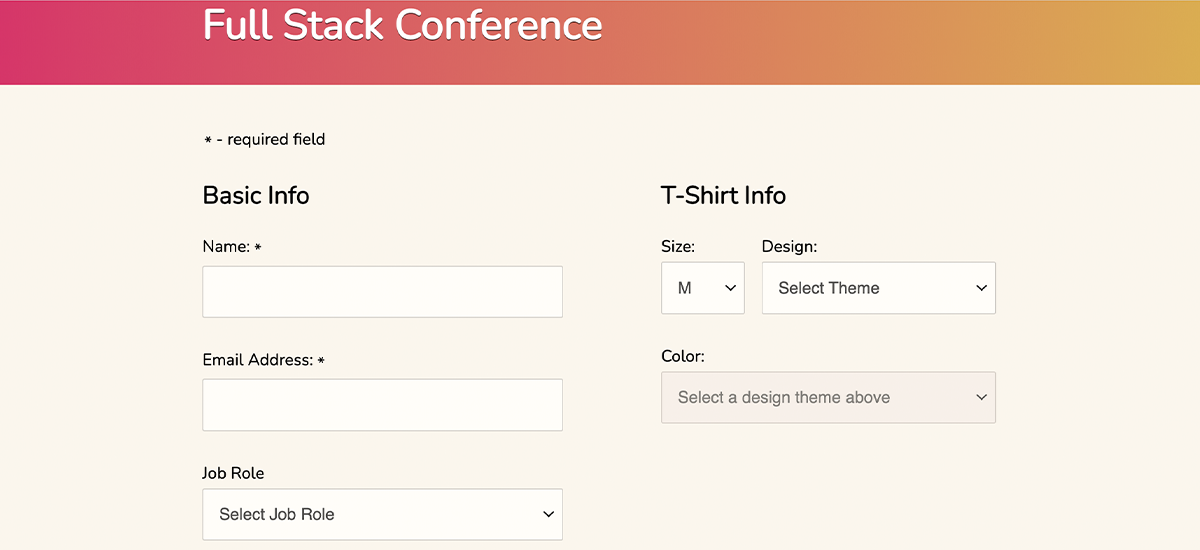 Full Stack Conference
* - required field
Basic Info
Name: *
Email Address: *
Job Role
Select Job Role
T-Shirt Info
Size:
M
Design:
Select Theme
Color:
Select a design theme above